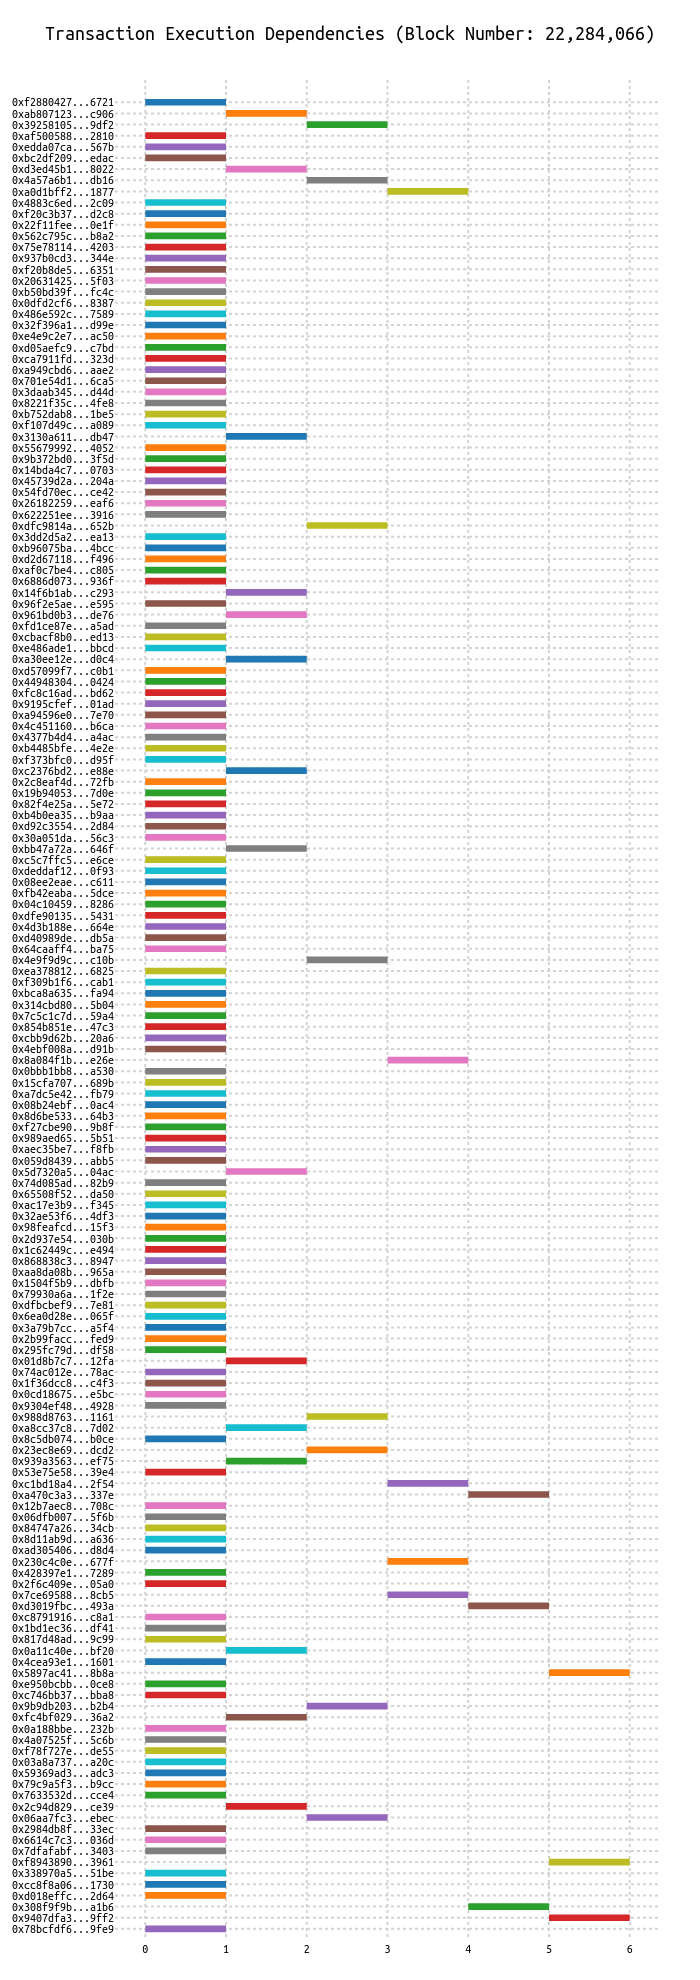 Transaction Execution Dependencies (Block Number: 22,284,066)
0xf2880427...6721
0xab807123...c906
0x39258105...9df2
0xaf500588...2810
0xedda07ca...567b
0xbc2df209...edac
0xd3ed45b1...8022
0x4a57a6b1...db16
0xa0d1bff2...1877
0x4883c6ed...2c09
0xf20c3b37...d2c8
0x22f11fee...0e1f
0x562c795c...b8a2
0x75e78114...4203
0x937b0cd3...344e
0xf20b8de5...6351
0x20631425...5f03
0xb50bd39f...fc4c
0x0dfd2cf6...8387
0x486e592c...7589
0x32f396a1...d99e
0xe4e9c2e7...ac50
0xd05aefc9...c7bd
0xca7911fd...323d
0xa949cbd6...aae2
0x701e54d1...6ca5
0x3daab345...d44d
0x8221f35c...4fe8
0xb752dab8...1be5
0xf107d49c...a089
0x3130a611...db47
0x55679992...4052
0x9b372bd0...3f5d
0x14bda4c7...0703
0x45739d2a...204a
0x54fd70ec...ce42
0x26182259...eaf6
0x622251ee...3916
0xdfc9814a...652b
0x3dd2d5a2...ea13
0xb96075ba...4bcc
0xd2d67118...f496
0xaf0c7be4...c805
0x6886d073...936f
0x14f6b1ab...c293
0x96f2e5ae...e595
0x961bd0b3...de76
0xfd1ce87e...a5ad
0xcbacf8b0...ed13
0xe486ade1...bbcd
0xa30ee12e...d0c4
0xd57099f7...c0b1
0x44948304...0424
0xfc8c16ad...bd62
0x9195cfef...01ad
0xa94596e0...7e70
0x4c451160...b6ca
0x4377b4d4...a4ac
0xb4485bfe...4e2e
0xf373bfc0...d95f
0xc2376bd2...e88e
0x2c8eaf4d...72fb
0x19b94053...7d0e
0x82f4e25a...5e72
0xb4b0ea35...b9aa
0xd92c3554...2d84
0x30a051da...56c3
0xbb47a72a...646f
0xc5c7ffc5...e6ce
0xdeddaf12...0f93
0x08ee2eae...c611
0xfb42eaba...5dce
0x04c10459...8286
0xdfe90135...5431
0x4d3b188e...664e
0xd40989de...db5a
0x64caaff4...ba75
0x4e9f9d9c...c10b
0xea378812...6825
0xf309b1f6...cab1
0xbca8a635...fa94
0x314cbd80...5b04
0x7c5c1c7d...59a4
0x854b851e...47c3
0xcbb9d62b...20a6
0x4ebf008a...d91b
0x8a084f1b...e26e
0x0bbb1bb8...a530
0x15cfa707...689b
0xa7dc5e42...fb79
0x08b24ebf...0ac4
0x8d6be533...64b3
0xf27cbe90...9b8f
0x989aed65...5b51
0xaec35be7...f8fb
0x059d8439...abb5
0x5d7320a5...04ac
0x74d085ad...82b9
0x65508f52...da50
0xac17e3b9...f345
0x32ae53f6...4df3
0x98feafcd...15f3
0x2d937e54...030b
0x1c62449c...e494
0x868838c3...8947
0xaa8da08b...965a
0x1504f5b9...dbfb
0x79930a6a...1f2e
0xdfbcbef9...7e81
0x6ea0d28e...065f
0x3a79b7cc...a5f4
0x2b99facc...fed9
0x295fc79d...df58
0x01d8b7c7...12fa
0x74ac012e...78ac
0x1f36dcc8...c4f3
0x0cd18675...e5bc
0x9304ef48...4928
0x988d8763...1161
0xa8cc37c8...7d02
0x8c5db074...b0ce
0x23ec8e69...dcd2
0x939a3563...ef75
0x53e75e58...39e4
0xc1bd18a4...2f54
0xa470c3a3...337e
0x12b7aec8...708c
0x06dfb007...5f6b
0x84747a26...34cb
0x8d11ab9d...a636
0xad305406...d8d4
0x230c4c0e...677f
0x428397e1...7289
0x2f6c409e...05a0
0x7ce69588...8cb5
0xd3019fbc...493a
0xc8791916...c8a1
0x1bd1ec36...df41
0x817d48ad...9c99
0x0a11c40e...bf20
0x4cea93e1...1601
0x5897ac41...8b8a
0xe950bcbb...0ce8
0xc746bb37...bba8
0x9b9db203...b2b4
0xfc4bf029...36a2
0x0a188bbe...232b
0x4a07525f...5c6b
0xf78f727e...de55
0x03a8a737...a20c
0x59369ad3...adc3
0x79c9a5f3...b9cc
0x7633532d...cce4
0x2c94d829...ce39
0x06aa7fc3...ebec
0x2984db8f...33ec
0x6614c7c3...036d
0x7dfafabf...3403
0xf8943890...3961
0x338970a5...51be
0xcc8f8a06...1730
0xd018effc...2d64
0x308f9f9b...a1b6
0x9407dfa3...9ff2
0x78bcfdf6...9fe9
0 1 2 3 4 5 6